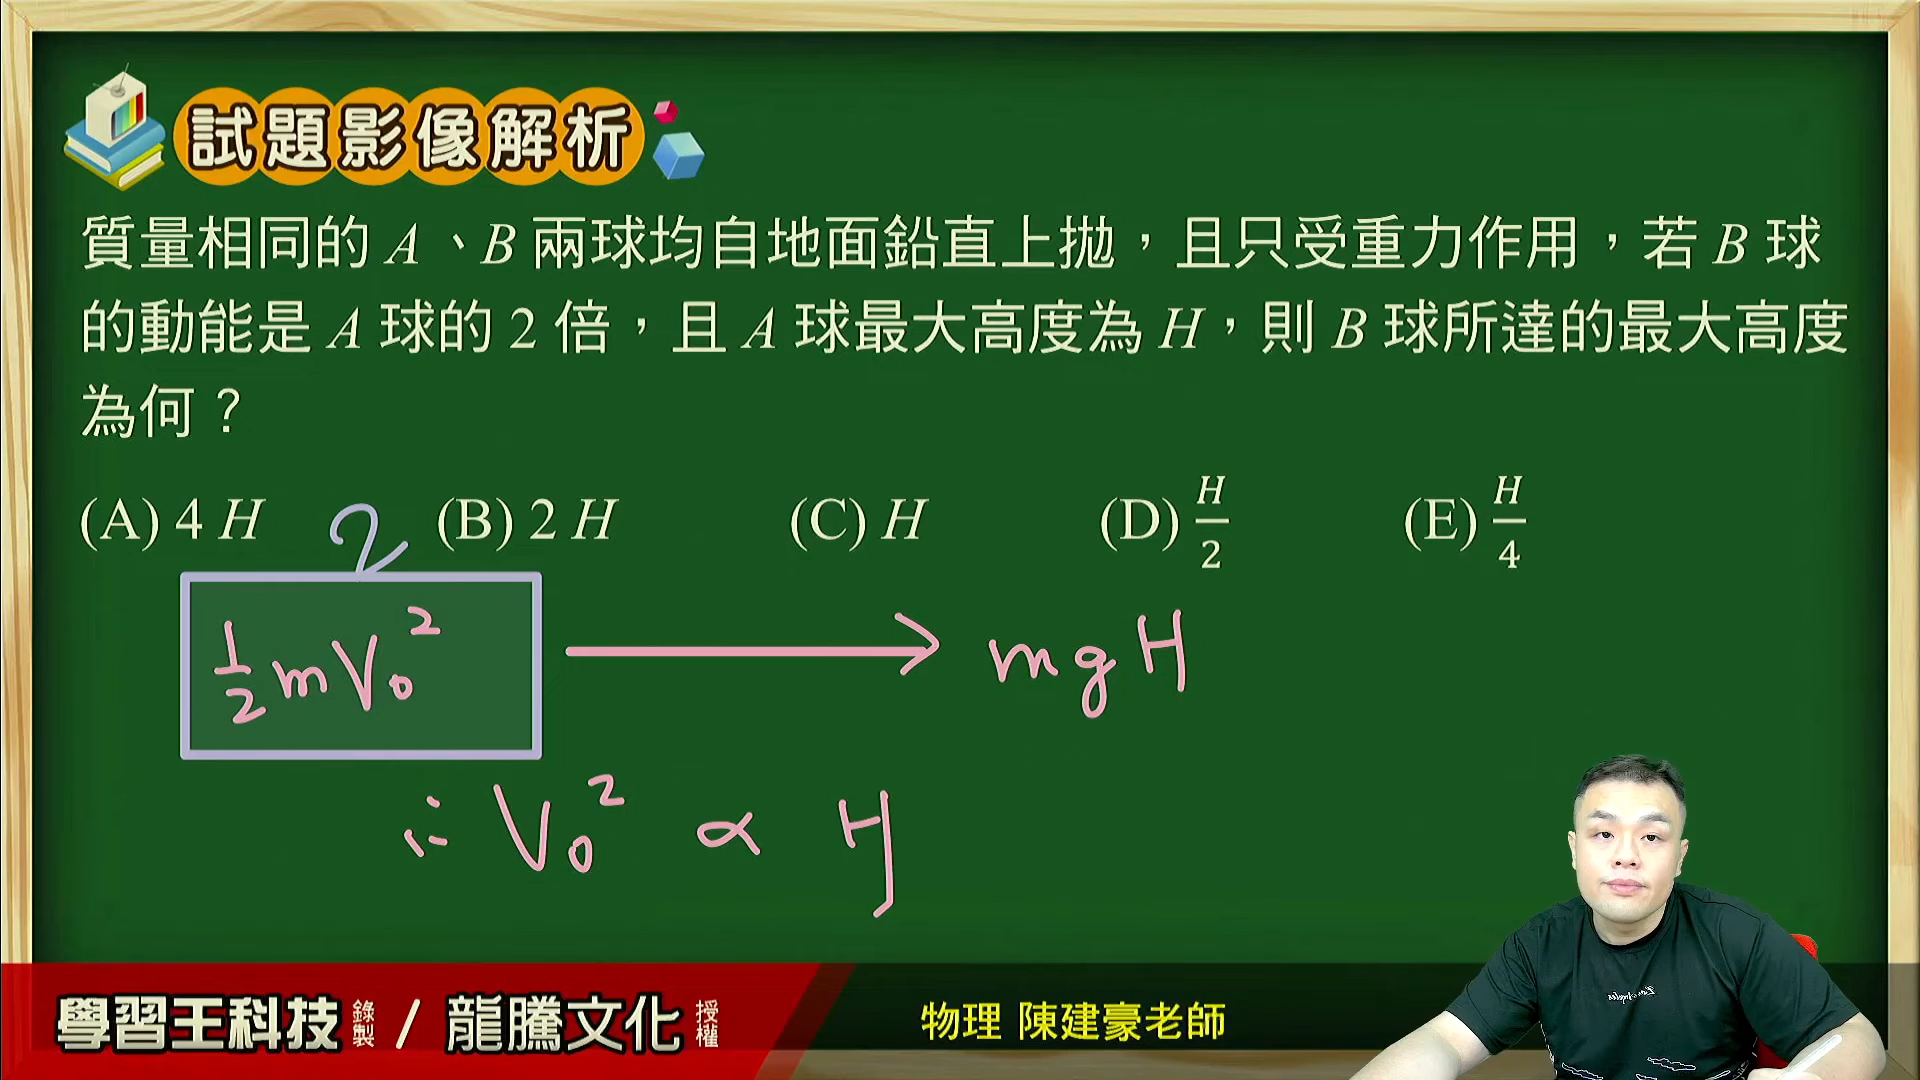 試題影像解析
質量相同的 A、B 兩球均自地面鉛直上拋，且只受重力作用，若 B 球
的動能是 A 球的 2 倍，且 A 球最大高度為 H，則 B 球所達的最大高度
為何？
(A) 4 H (B) 2 H (C) H (D) H/2 (E) H/4
2
1/2 mV₀² → mgH
∴ V₀² ∝ H
學習王科技 錄製 / 龍騰文化 授權 物理 陳建豪老師